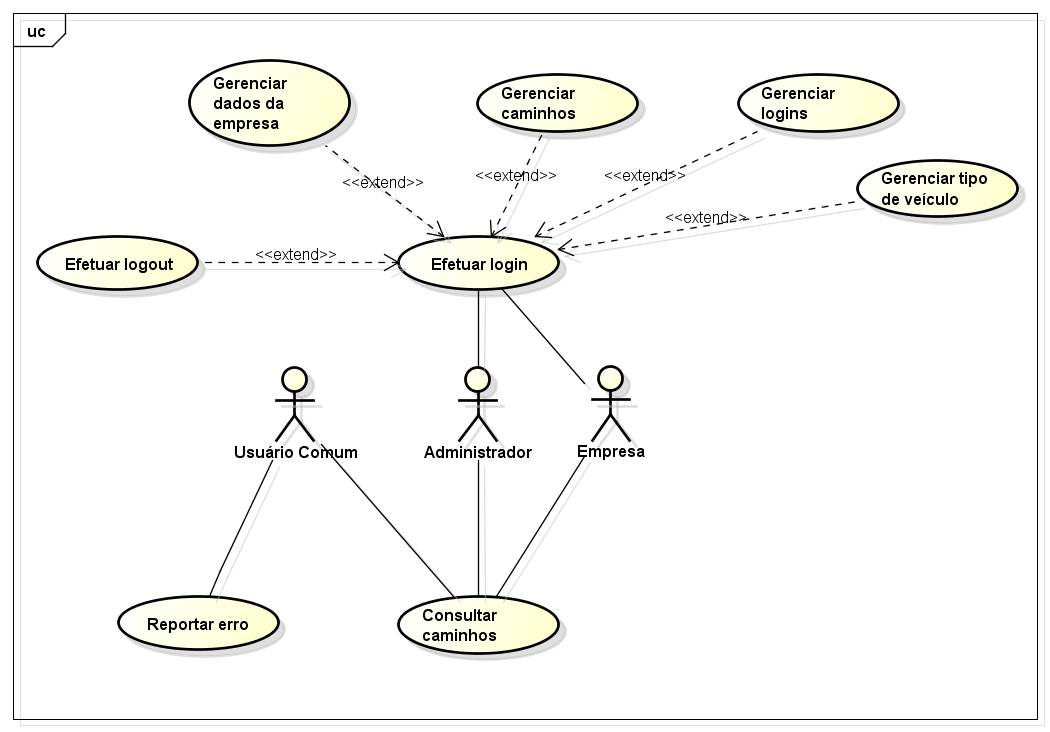 uc
Gerenciar
dados da
empresa
Gerenciar
caminhos
Gerenciar
logins
Gerenciar tipo
de veículo
<<extend>>
<<extend>>
<<extend>>
<<extend>>
<<extend>>
Efetuar logout
Efetuar login
Usuário Comum
Administrador
Empresa
Reportar erro
Consultar
caminhos